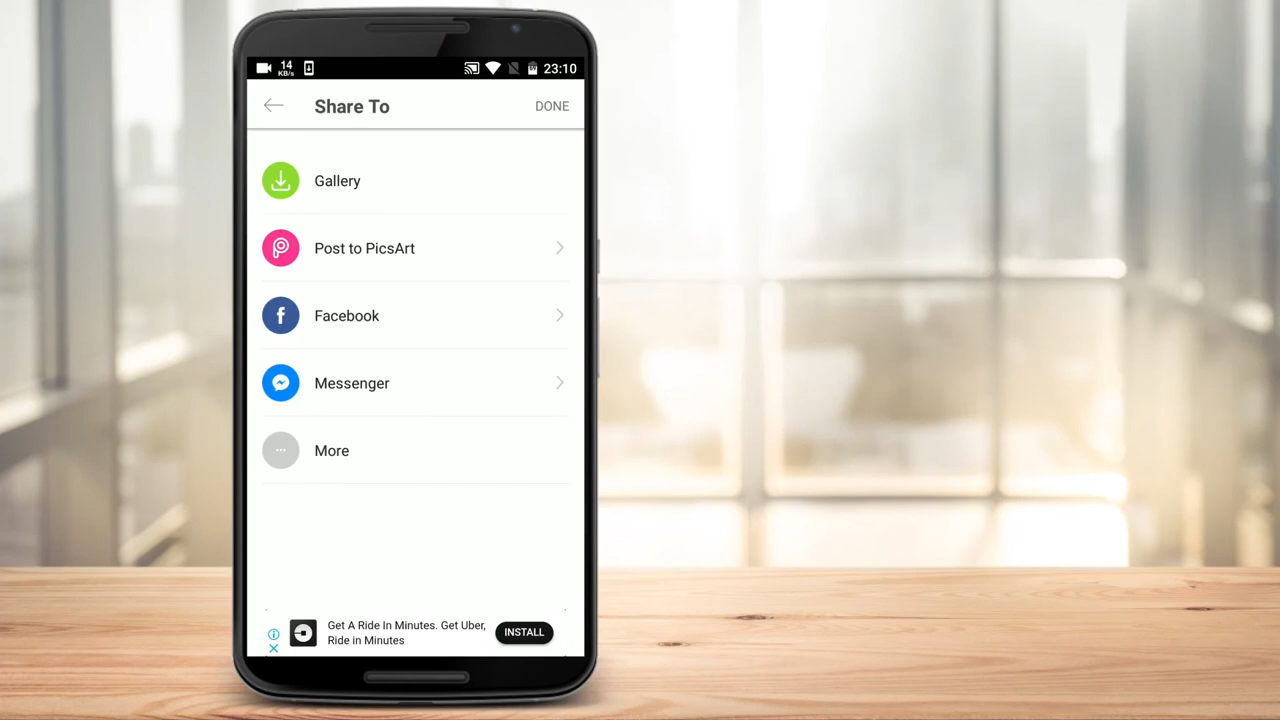 14
KB/s
23:10
Share To
DONE
Gallery
Post to PicsArt
Facebook
Messenger
More
Get A Ride In Minutes. Get Uber,
Ride in Minutes
INSTALL